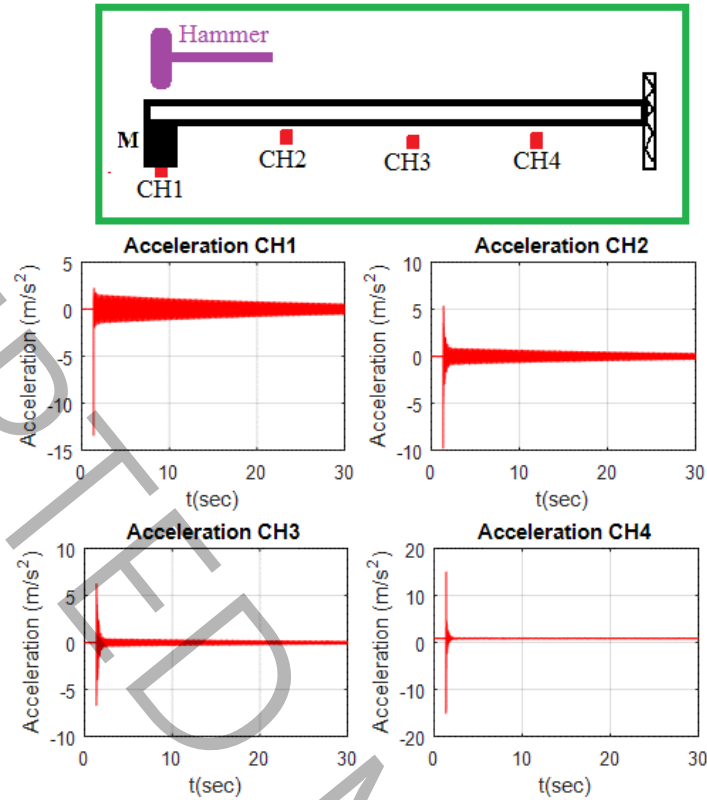 Hammer
M
CH1
CH2
CH3
CH4
Acceleration CH1
Acceleration (m/s²)
5
0
-5
-10
-15
0
10
20
30
t(sec)
Acceleration CH2
Acceleration (m/s²)
10
5
0
-5
-10
0
10
20
30
t(sec)
Acceleration CH3
Acceleration (m/s²)
10
5
0
-5
-10
0
10
20
30
t(sec)
Acceleration CH4
Acceleration (m/s²)
20
10
0
-10
-20
0
10
20
30
t(sec)
PTED